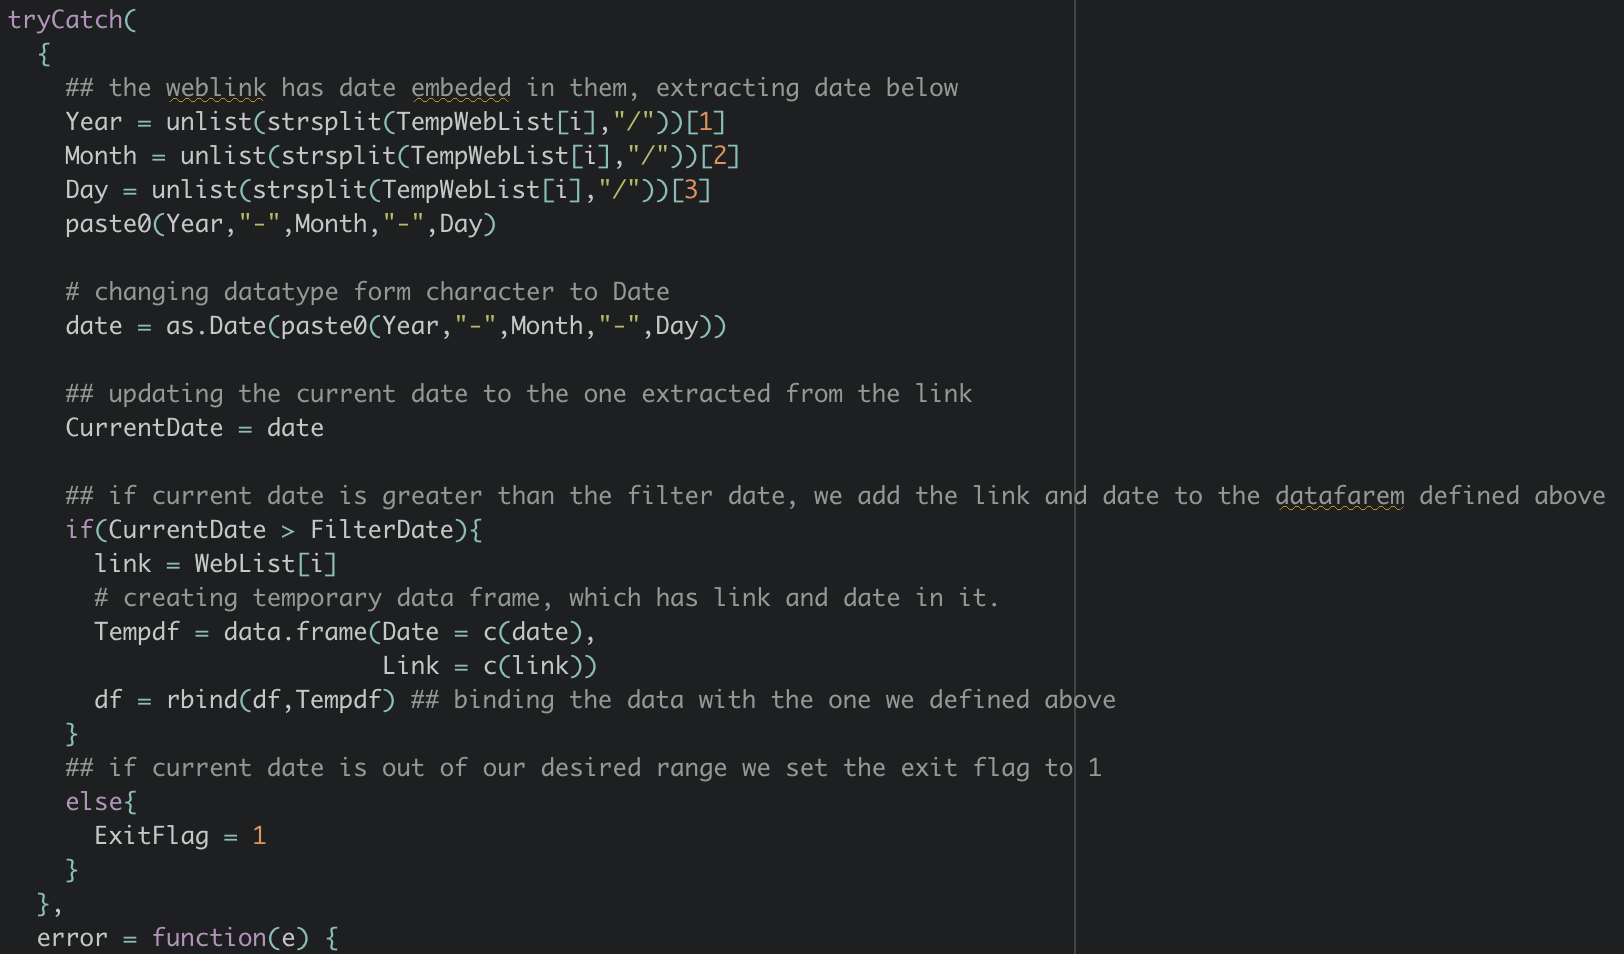 tryCatch(
{
## the weblink has date embeded in them, extracting date below
Year = unlist(strsplit(TempWebList[i],"/"))[1]
Month = unlist(strsplit(TempWebList[i],"/"))[2]
Day = unlist(strsplit(TempWebList[i],"/"))[3]
paste0(Year,"-",Month,"-",Day)
# changing datatype form character to Date
date = as.Date(paste0(Year,"-",Month,"-",Day))
## updating the current date to the one extracted from the link
CurrentDate = date
## if current date is greater than the filter date, we add the link and date to the datafarem defined above
if(CurrentDate > FilterDate){
link = WebList[i]
# creating temporary data frame, which has link and date in it.
Tempdf = data.frame(Date = c(date),
Link = c(link))
df = rbind(df,Tempdf) ## binding the data with the one we defined above
}
## if current date is out of our desired range we set the exit flag to 1
else{
ExitFlag = 1
}
},
error = function(e) {